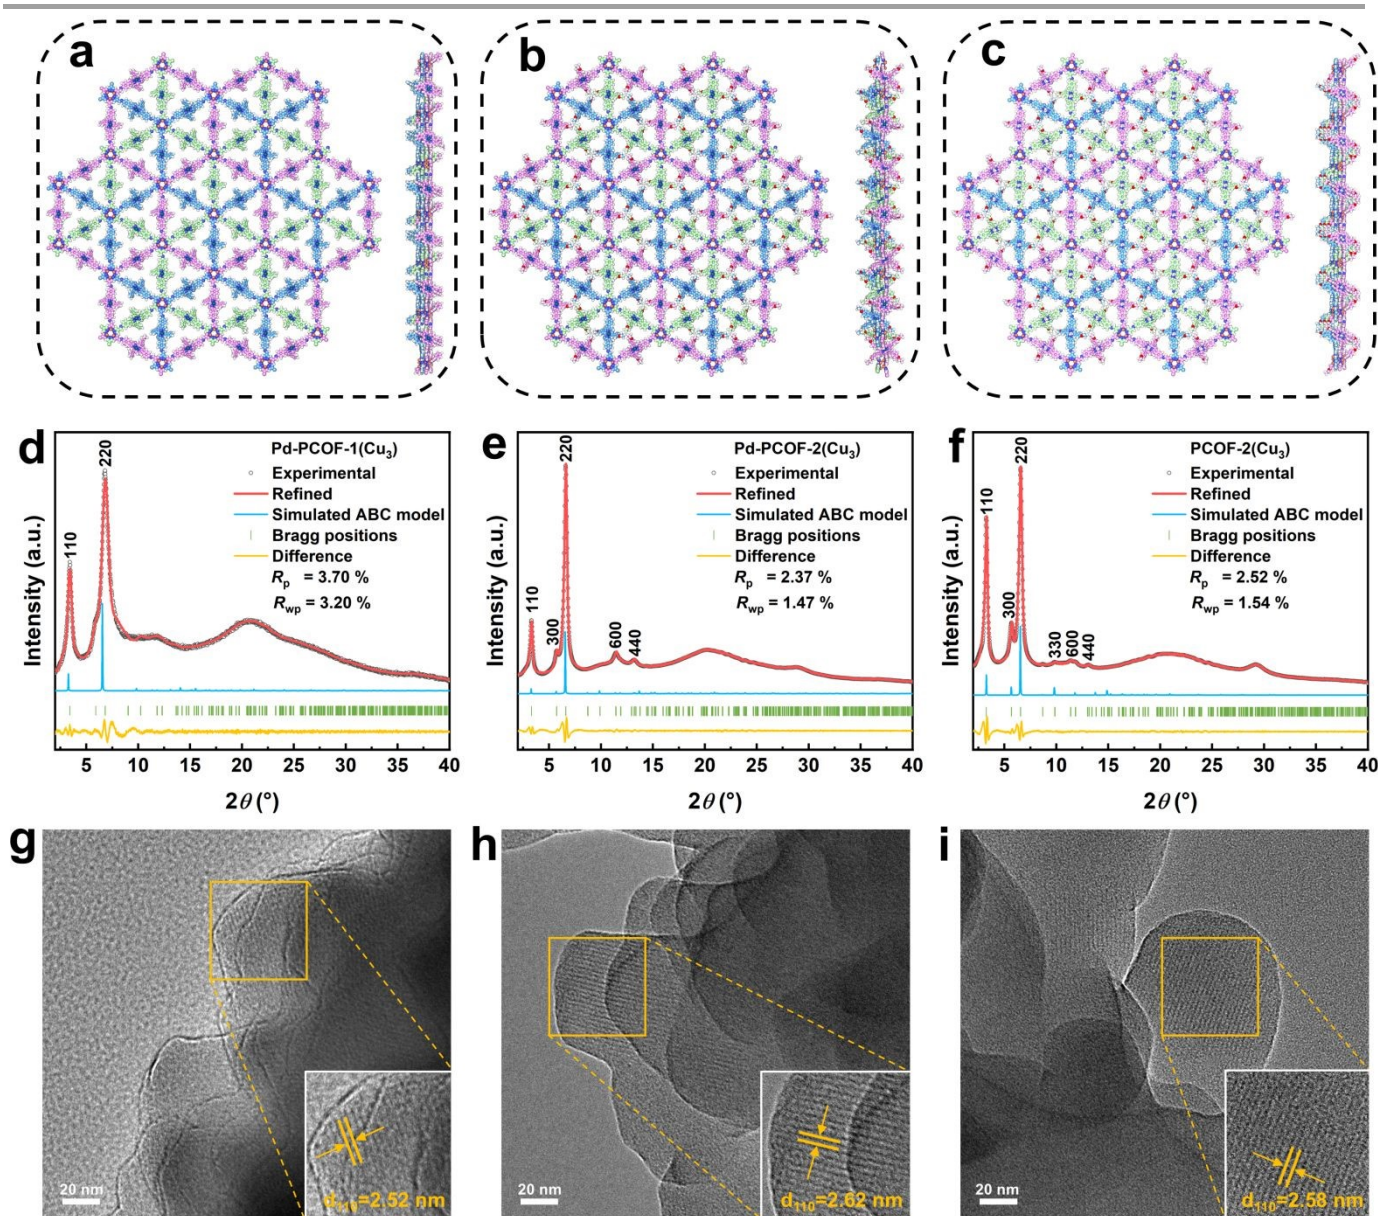 a
b
c
d
220
110
Pd-PCOF-1(Cu₃)
Experimental
Refined
Simulated ABC model
Bragg positions
Difference
Rp = 3.70 %
Rwp = 3.20 %
Intensity (a.u.)
5 10 15 20 25 30 35 40
2θ (°)
e
220
110
300
600
440
Pd-PCOF-2(Cu₃)
Experimental
Refined
Simulated ABC model
Bragg positions
Difference
Rp = 2.37 %
Rwp = 1.47 %
Intensity (a.u.)
5 10 15 20 25 30 35 40
2θ (°)
f
220
110
300
330
600
440
PCOF-2(Cu₃)
Experimental
Refined
Simulated ABC model
Bragg positions
Difference
Rp = 2.52 %
Rwp = 1.54 %
Intensity (a.u.)
5 10 15 20 25 30 35 40
2θ (°)
g
20 nm
d₁₁₀=2.52 nm
h
20 nm
d₁₁₀=2.62 nm
i
20 nm
d₁₁₀=2.58 nm